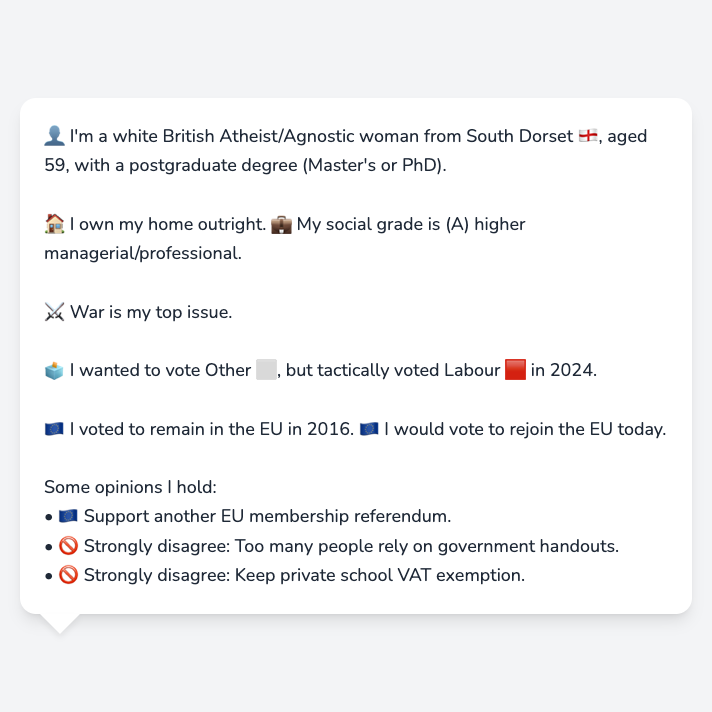 👤 I'm a white British Atheist/Agnostic woman from South Dorset 🏴󠁧󠁢󠁥󠁮󠁧󠁿, aged
59, with a postgraduate degree (Master's or PhD).
🏠 I own my home outright. 💼 My social grade is (A) higher
managerial/professional.
⚔️ War is my top issue.
🗳️ I wanted to vote Other ⬜, but tactically voted Labour 🟥 in 2024.
🇪🇺 I voted to remain in the EU in 2016. 🇪🇺 I would vote to rejoin the EU today.
Some opinions I hold:
• 🇪🇺 Support another EU membership referendum.
• 🚫 Strongly disagree: Too many people rely on government handouts.
• 🚫 Strongly disagree: Keep private school VAT exemption.